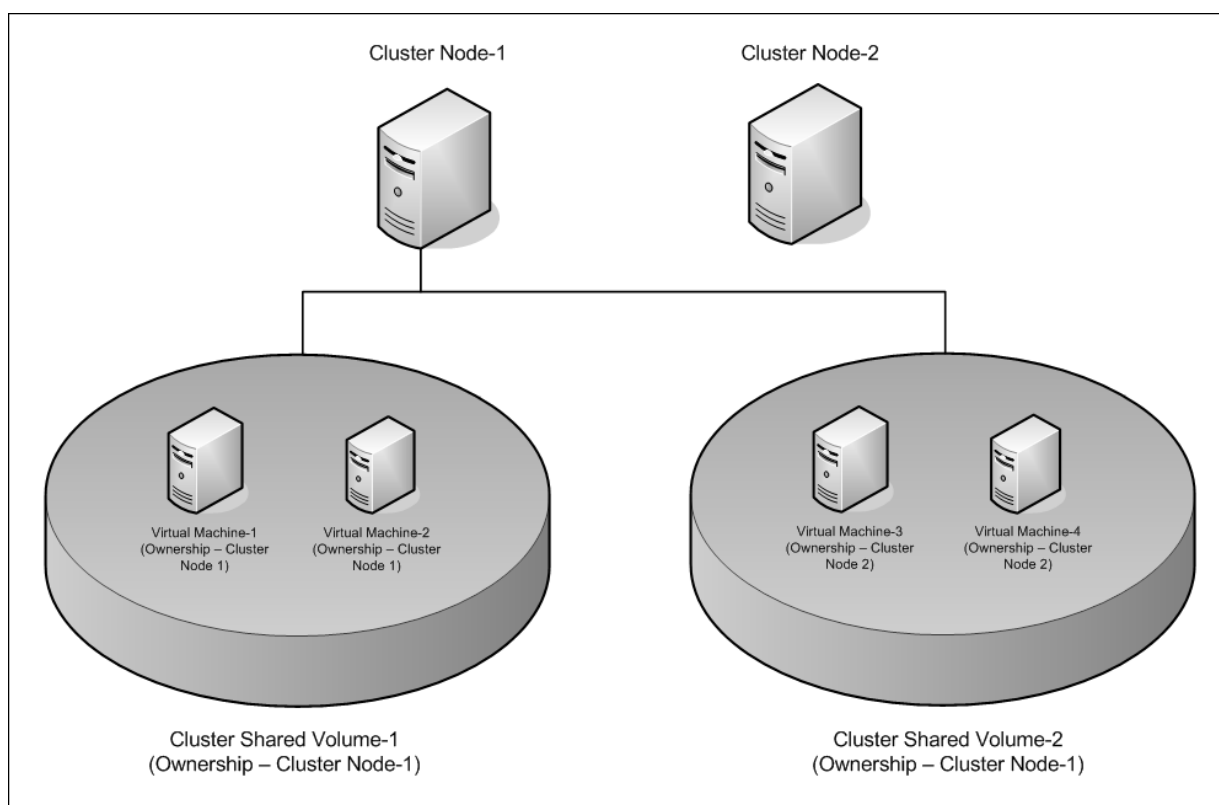 Cluster Node-1
Cluster Node-2
Virtual Machine-1
(Ownership – Cluster
Node 1)
Virtual Machine-2
(Ownership – Cluster
Node 1)
Virtual Machine-3
(Ownership – Cluster
Node 2)
Virtual Machine-4
(Ownership – Cluster
Node 2)
Cluster Shared Volume-1
(Ownership – Cluster Node-1)
Cluster Shared Volume-2
(Ownership – Cluster Node-1)